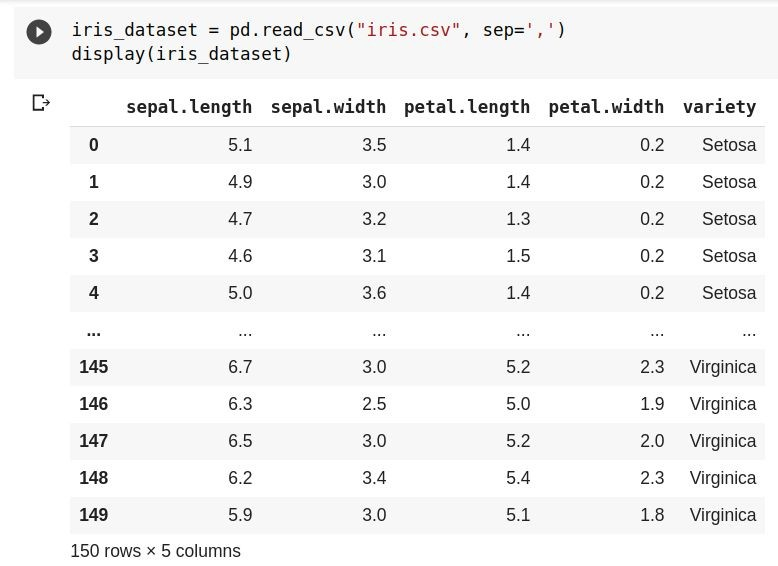 iris_dataset = pd.read_csv("iris.csv", sep=',')
display(iris_dataset)
sepal.length sepal.width petal.length petal.width variety
0 5.1 3.5 1.4 0.2 Setosa
1 4.9 3.0 1.4 0.2 Setosa
2 4.7 3.2 1.3 0.2 Setosa
3 4.6 3.1 1.5 0.2 Setosa
4 5.0 3.6 1.4 0.2 Setosa
... ... ... ... ... ...
145 6.7 3.0 5.2 2.3 Virginica
146 6.3 2.5 5.0 1.9 Virginica
147 6.5 3.0 5.2 2.0 Virginica
148 6.2 3.4 5.4 2.3 Virginica
149 5.9 3.0 5.1 1.8 Virginica
150 rows × 5 columns